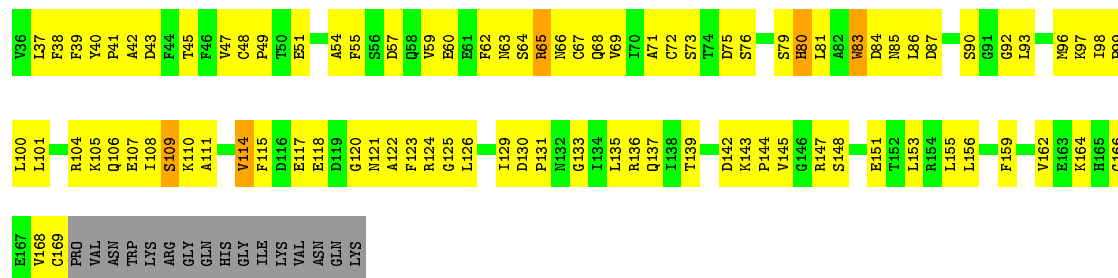 V36 L37 F38 F39 Y40 P41 A42 D43 F44 T45 F46 V47 C48 P49 T50 E51 A54 F55 S56 D57 Q58 V59 E60 E61 F62 N63 S64 R65 N66 C67 Q68 V69 I70 A71 C72 S73 T74 D75 S76 S79 H80 L81 A82 W83 D84 N85 L86 D87 S90 G91 G92 L93 M96 K97 I98 P99
L100 L101 R104 K105 Q106 E107 I108 S109 K110 A111 V114 F115 D116 E117 E118 D119 G120 N121 A122 F123 R124 G125 L126 I129 D130 P131 N132 G133 I134 L135 R136 Q137 I138 T139 D142 K143 P144 V145 G146 R147 S148 E151 T152 L153 R154 L155 L156 F159 V162 E163 K164 H165 G166
E167 V168 C169 PRO VAL ASN TRP LYS ARG GLY GLN HIS GLY ILE LYS VAL ASN GLN LYS